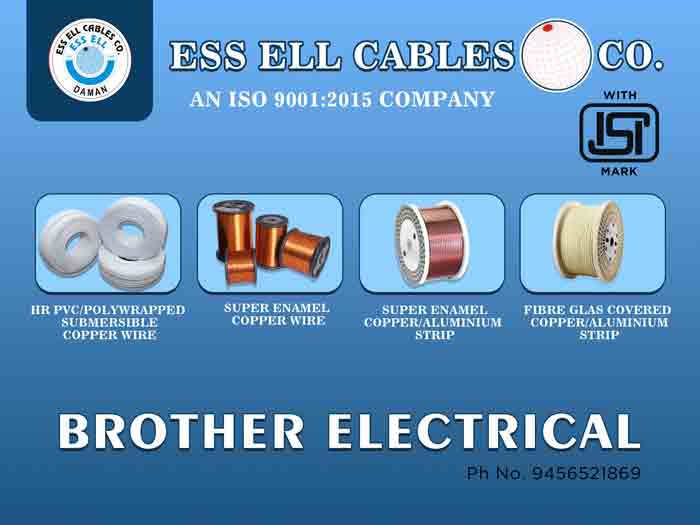 ESS ELL CABLES CO.
ESS ELL
DAMAN
ESS ELL CABLES CO.
AN ISO 9001:2015 COMPANY
WITH
ISI
MARK
HR PVC/POLYWRAPPED
SUBMERSIBLE
COPPER WIRE
SUPER ENAMEL
COPPER WIRE
SUPER ENAMEL
COPPER/ALUMINIUM
STRIP
FIBRE GLAS COVERED
COPPER/ALUMINIUM
STRIP
BROTHER ELECTRICAL
Ph No. 9456521869